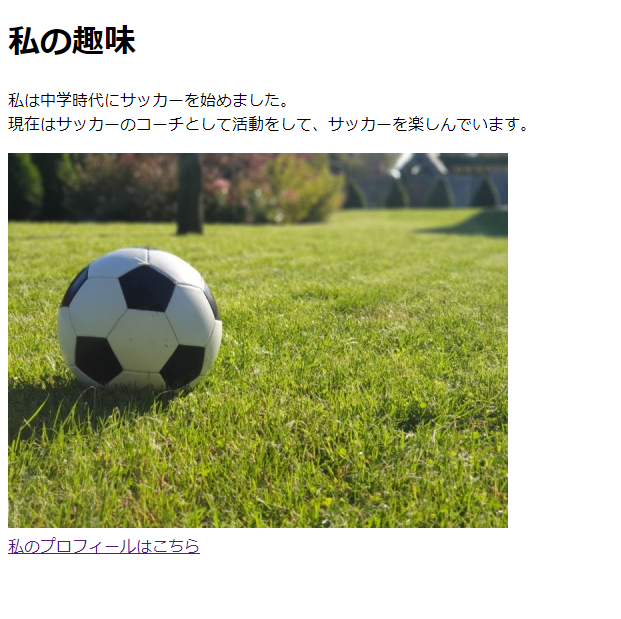 私の趣味
私は中学時代にサッカーを始めました。
現在はサッカーのコーチとして活動をして、サッカーを楽しんでいます。
私のプロフィールはこちら